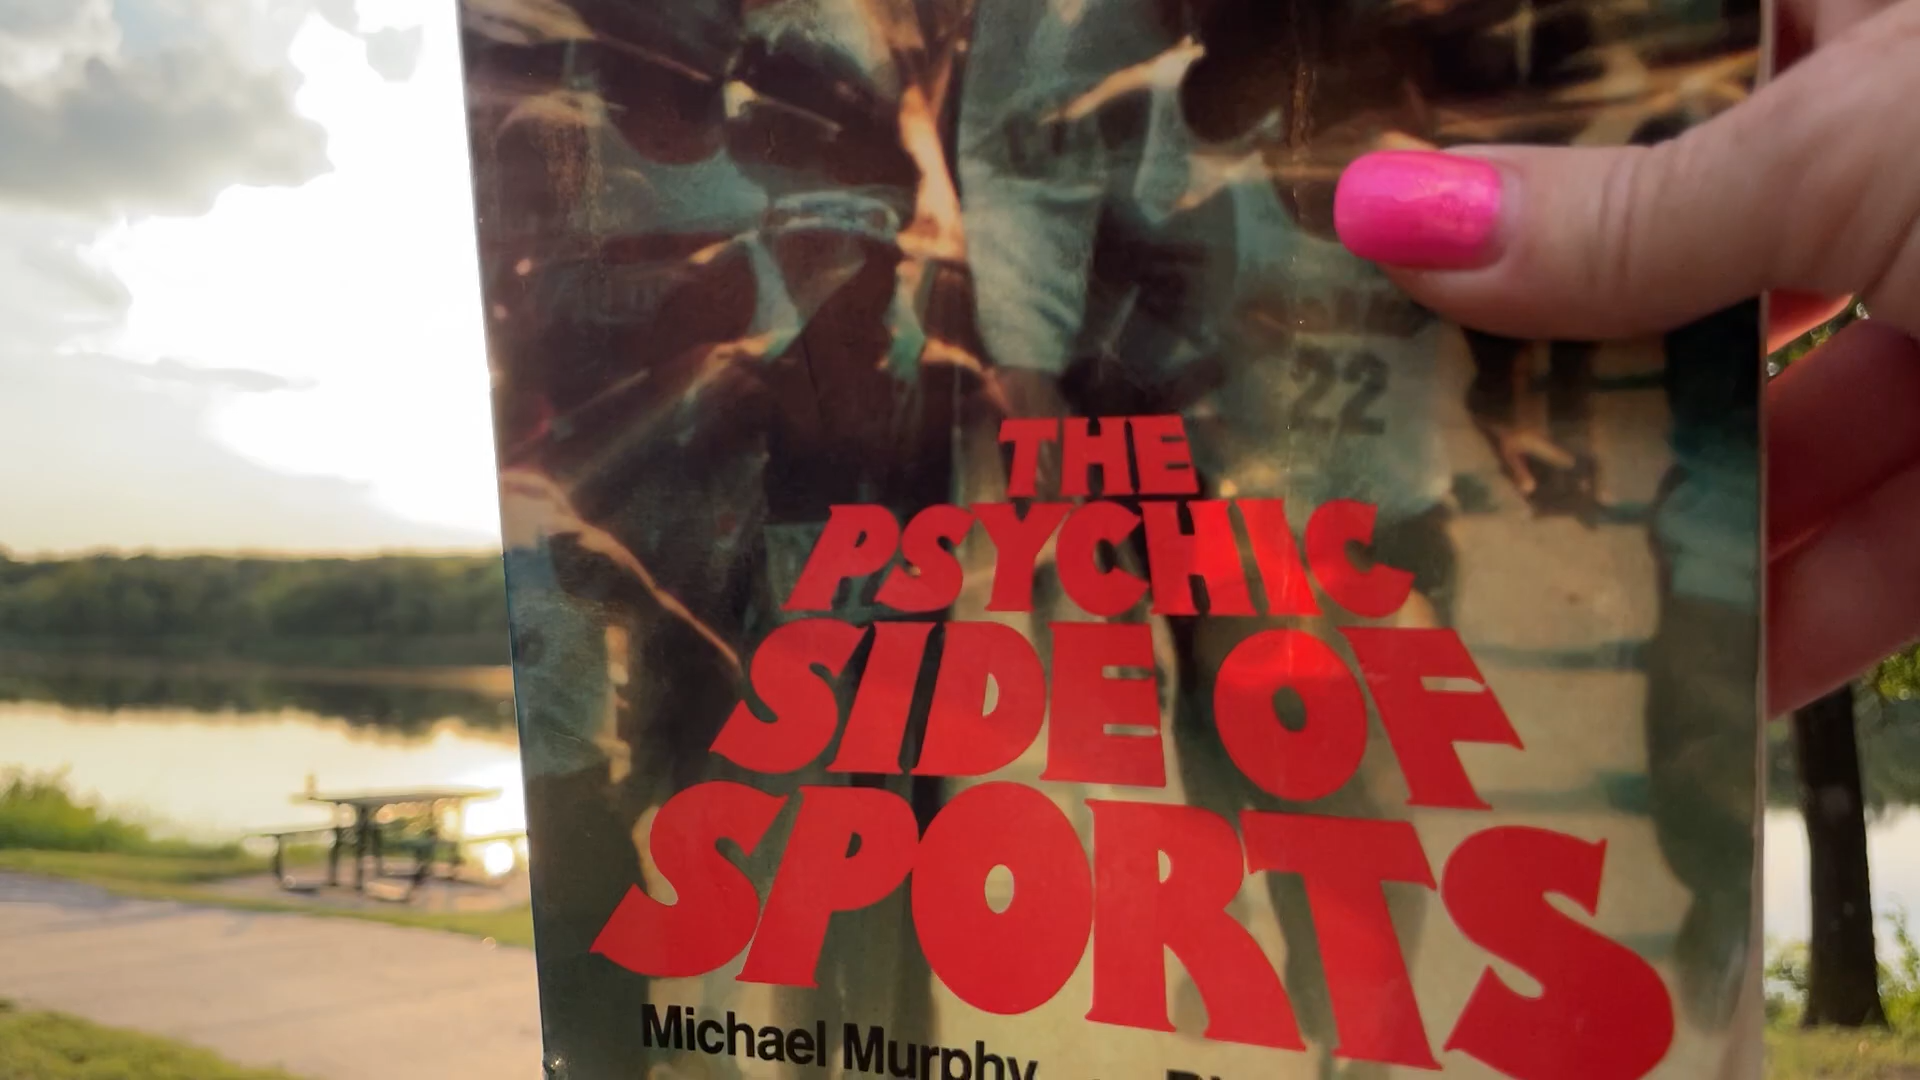 22
THE
PSYCHIC
SIDE OF
SPORTS
Michael Murphy